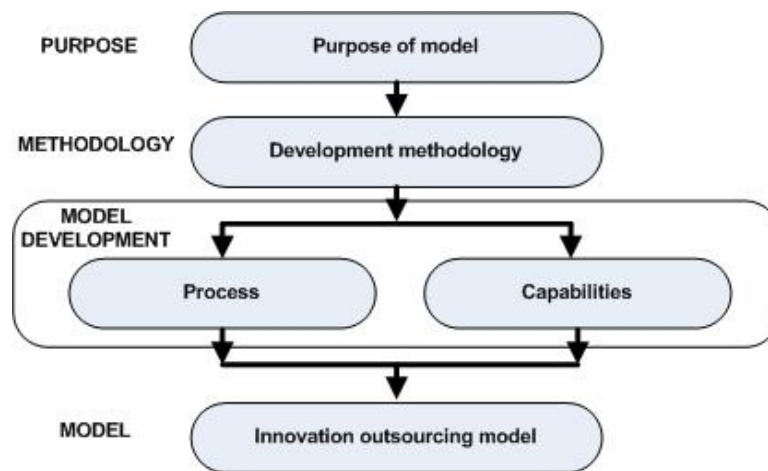 PURPOSE
Purpose of model
METHODOLOGY
Development methodology
MODEL
DEVELOPMENT
Process
Capabilities
MODEL
Innovation outsourcing model